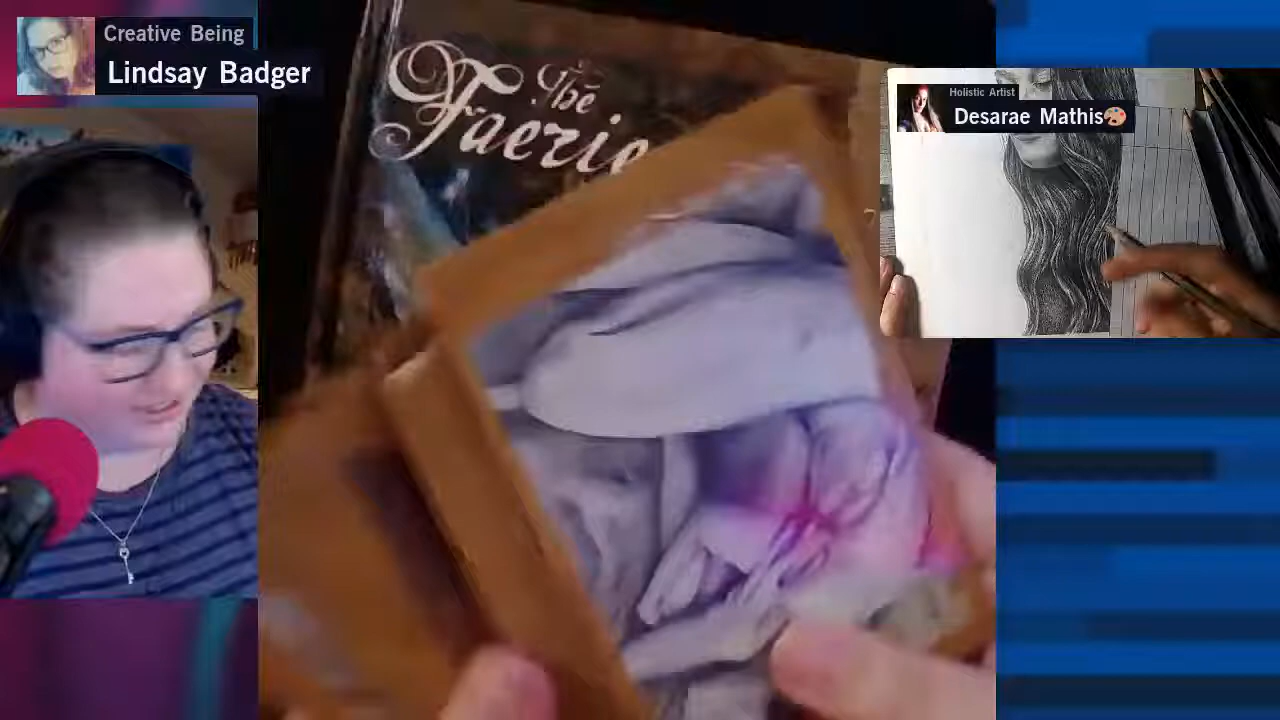 Creative Being
Lindsay Badger
The
Faerie
Holistic Artist
Desarae Mathis🎨